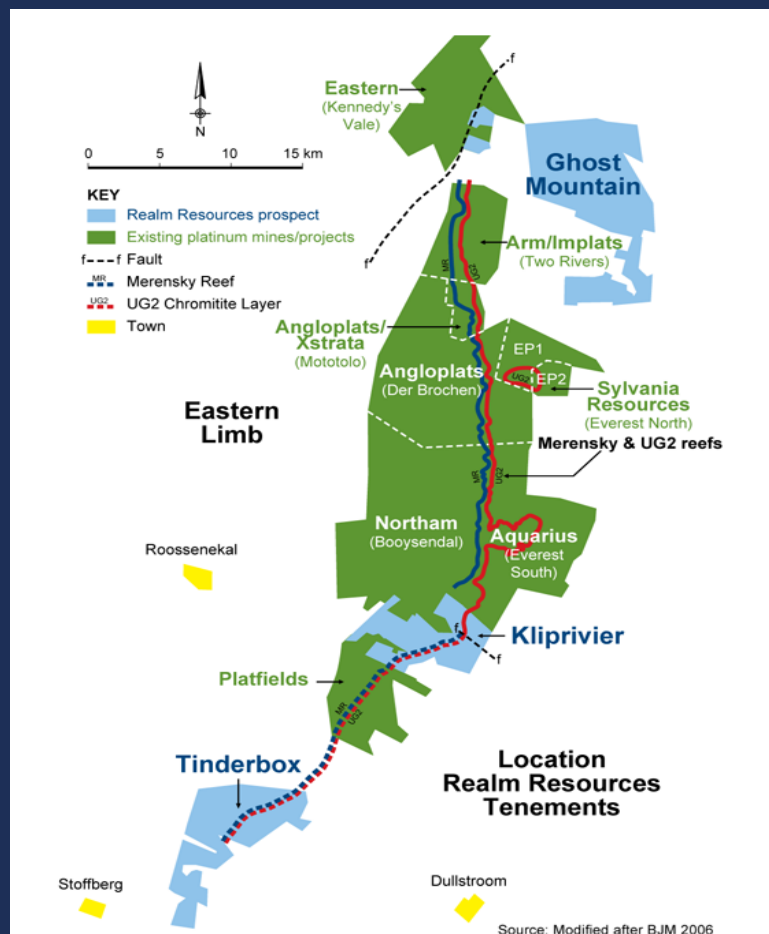 f
Eastern
(Kennedy's
Vale)
N
0 5 10 15 km
Ghost
Mountain
KEY
Realm Resources prospect
Existing platinum mines/projects
f f Fault
MR Merensky Reef
UG2 UG2 Chromitite Layer
Town
f
Arm/Implats
(Two Rivers)
MR
UG2
Angloplats/
Xstrata
(Mototolo)
EP1
Angloplats
(Der Brochen)
UG2
EP2
Sylvania
Resources
(Everest North)
Eastern
Limb
Merensky & UG2 reefs
MR
UG2
Northam
(Booysendal)
Aquarius
(Everest
South)
Roossenekal
f
Kliprivier
f
Platfields
MR
UG2
Tinderbox
Location
Realm Resources
Tenements
Stoffberg
Dullstroom
Source: Modified after BJM 2006